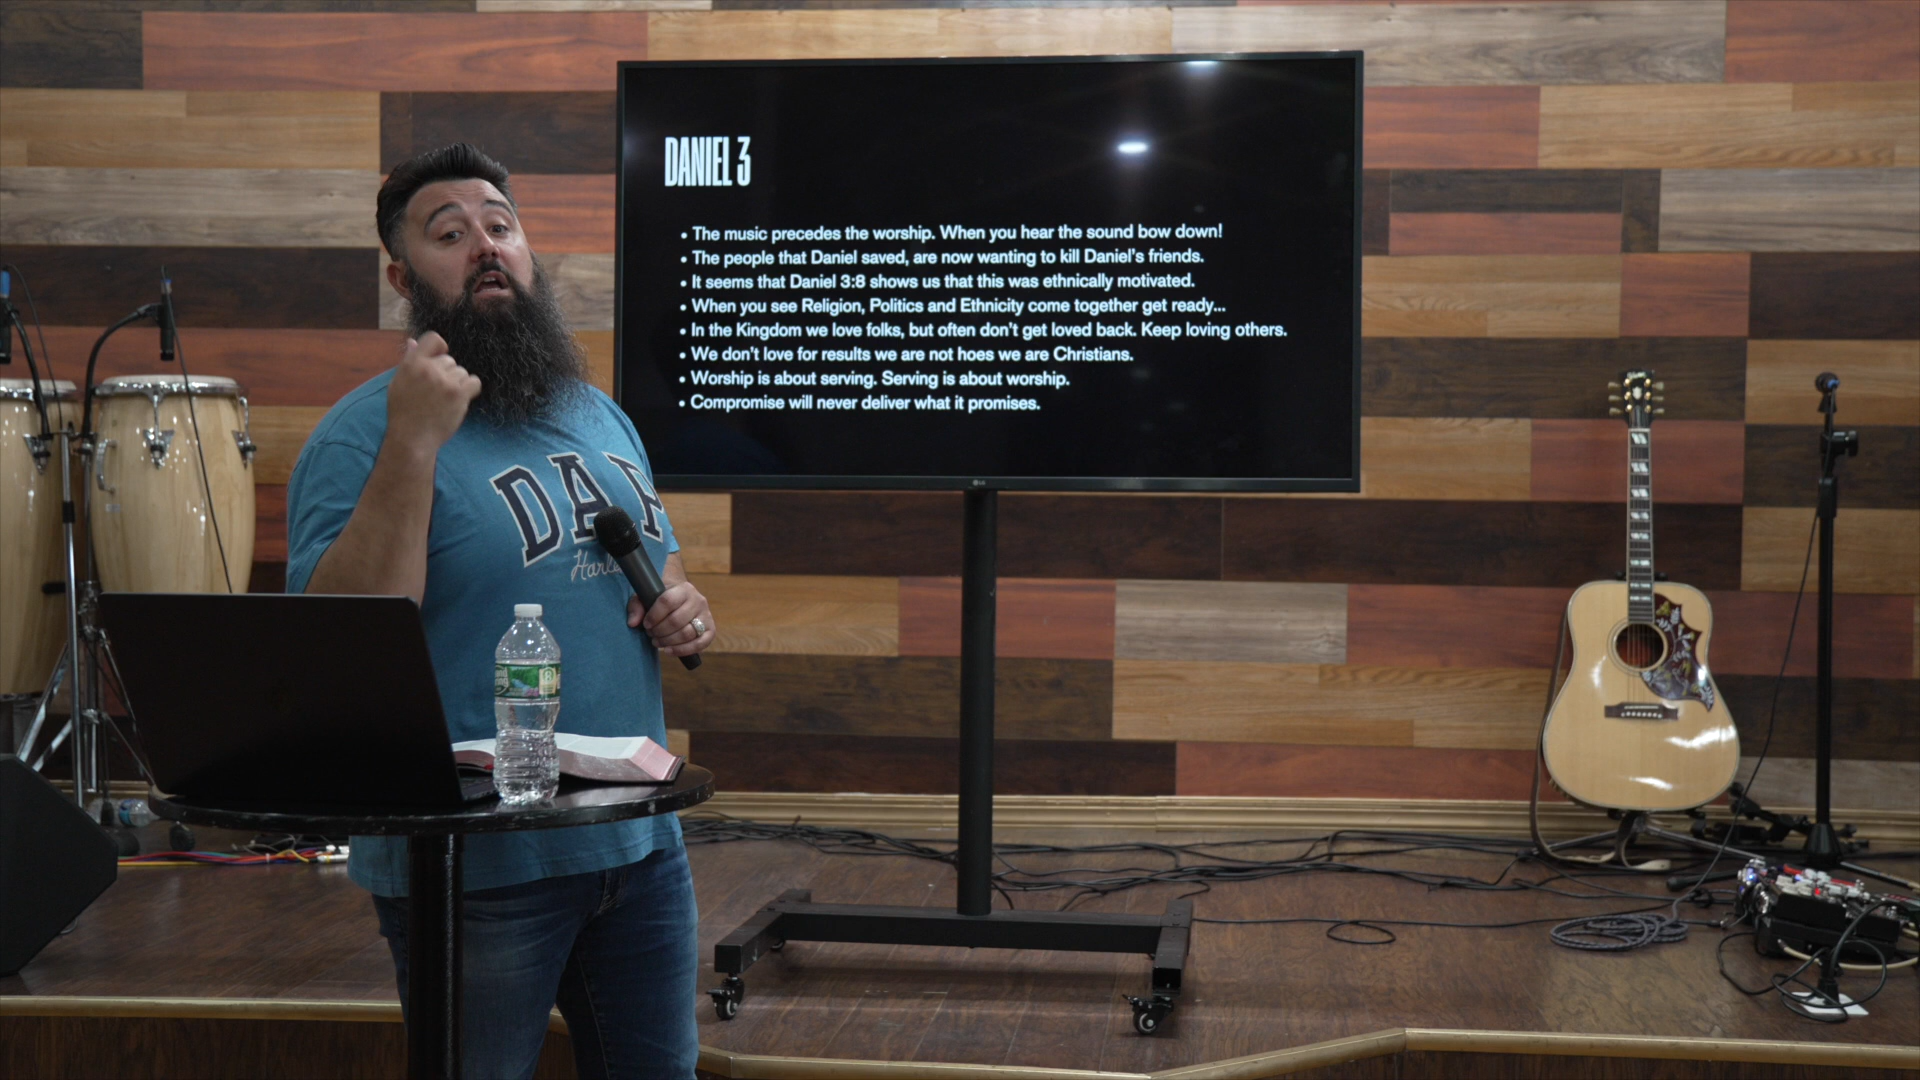 DANIEL 3
• The music precedes the worship. When you hear the sound bow down!
• The people that Daniel saved, are now wanting to kill Daniel's friends.
• It seems that Daniel 3:8 shows us that this was ethnically motivated.
• When you see Religion, Politics and Ethnicity come together get ready...
• In the Kingdom we love folks, but often don't get loved back. Keep loving others.
• We don't love for results we are not hoes we are Christians.
• Worship is about serving. Serving is about worship.
• Compromise will never deliver what it promises.
LG
DAP